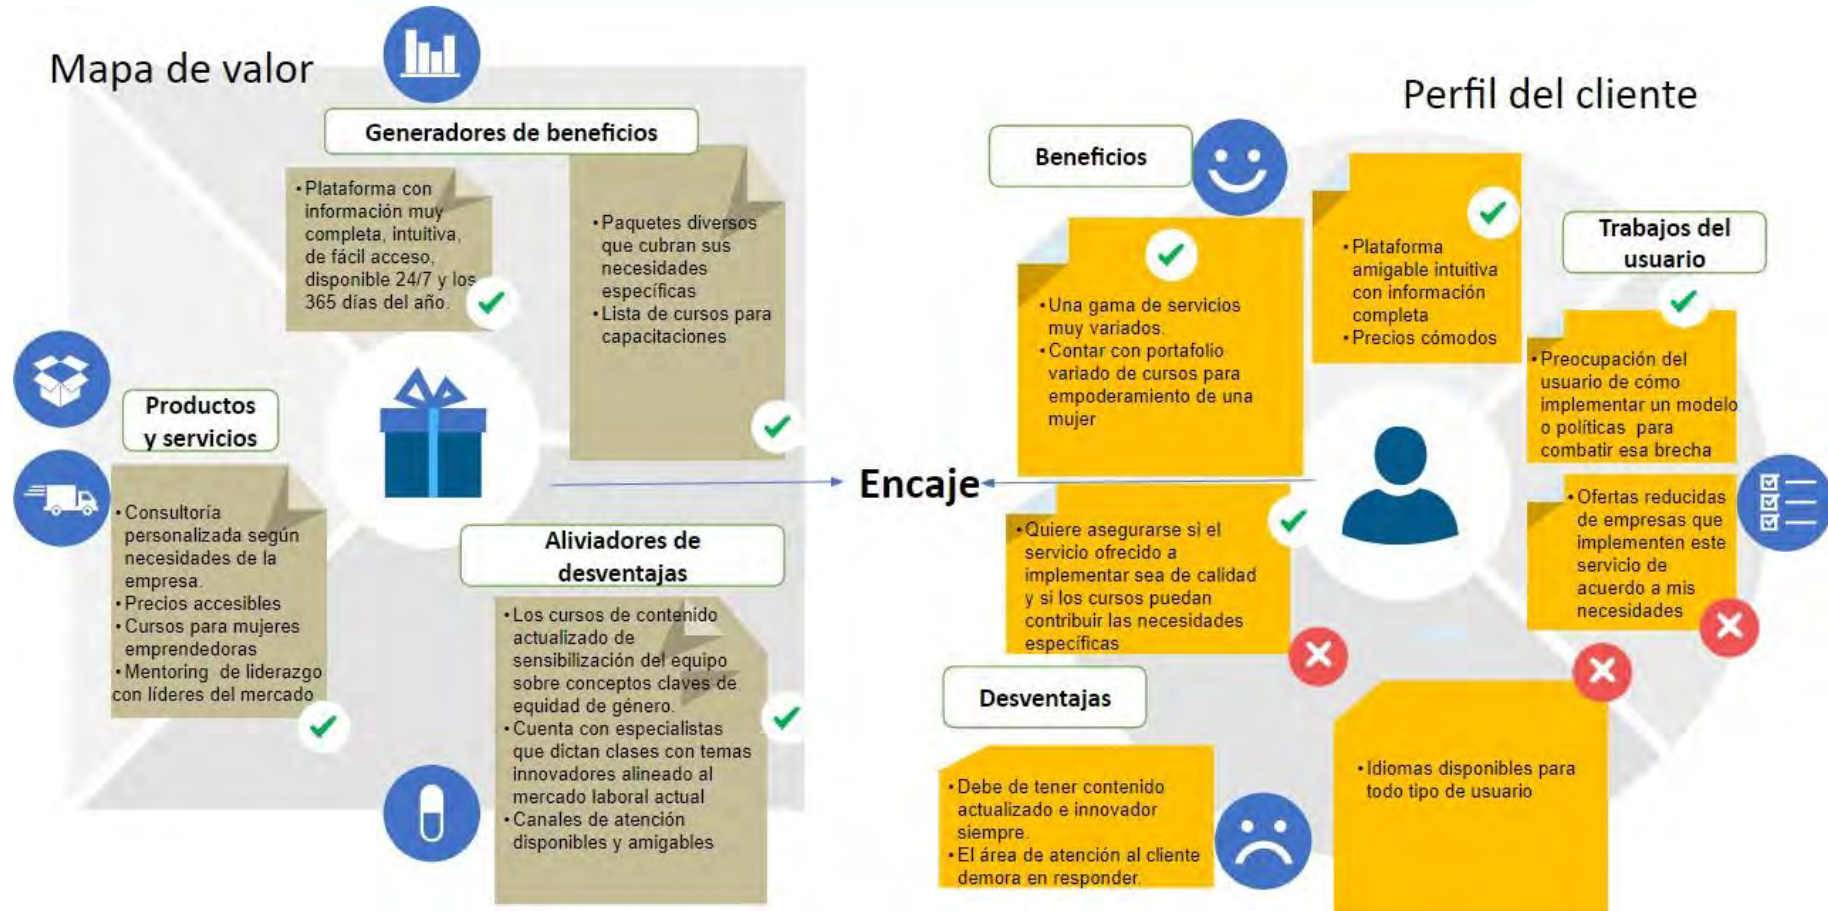 Mapa de valor
Generadores de beneficios
• Plataforma con
información muy
completa, intuitiva,
de fácil acceso,
disponible 24/7 y los
365 días del año.
• Paquetes diversos
que cubran sus
necesidades
específicas
• Lista de cursos para
capacitaciones
Productos
y servicios
• Consultoría
personalizada según
necesidades de la
empresa.
• Precios accesibles
• Cursos para mujeres
emprendedoras
• Mentoring de liderazgo
con líderes del mercado
Aliviadores de
desventajas
• Los cursos de contenido
actualizado de
sensibilización del equipo
sobre conceptos claves de
equidad de género.
• Cuenta con especialistas
que dictan clases con temas
innovadores alineado al
mercado laboral actual
• Canales de atención
disponibles y amigables
Encaje
Perfil del cliente
Beneficios
• Una gama de servicios
muy variados.
• Contar con portafolio
variado de cursos para
empoderamiento de una
mujer
• Plataforma
amigable intuitiva
con información
completa
• Precios cómodos
Trabajos del
usuario
• Preocupación del
usuario de cómo
implementar un modelo
o políticas para
combatir esa brecha
• Ofertas reducidas
de empresas que
implementen este
servicio de
acuerdo a mis
necesidades
• Quiere asegurarse si el
servicio ofrecido a
implementar sea de calidad
y si los cursos puedan
contribuir las necesidades
específicas
Desventajas
• Debe de tener contenido
actualizado e innovador
siempre.
• El área de atención al cliente
demora en responder.
• Idiomas disponibles para
todo tipo de usuario